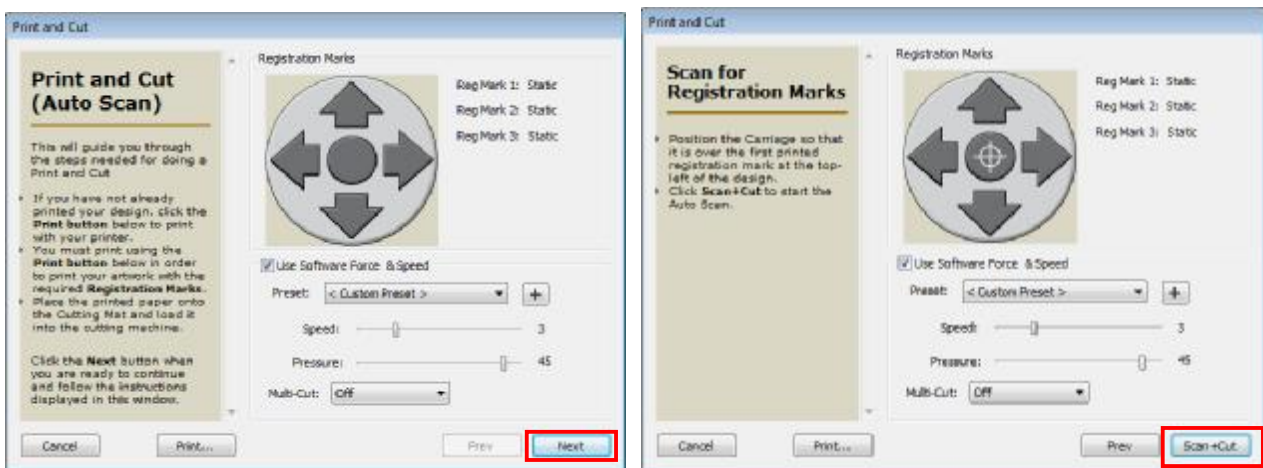 Print and Cut
Print and Cut
(Auto Scan)
This will guide you through
the steps needed for doing a
Print and Cut
If you have not already
printed your design, click the
Print button below to print
with your printer.
You must print using the
Print button below in order
to print your artwork with the
required Registration Marks.
Place the printed paper onto
the Cutting Mat and load it
into the cutting machine.
Click the Next button when
you are ready to continue
and follow the instructions
displayed in this window.
Registration Marks
Reg Mark 1: Static
Reg Mark 2: Static
Reg Mark 3: Static
Use Software Force & Speed
Preset: < Custom Preset > +
Speed: 3
Pressure: 45
Multi-Cut: Off
Cancel Print... Prev Next
Print and Cut
Scan for
Registration Marks
Position the Carriage so that
it is over the first printed
registration mark at the top-
left of the design.
Click Scan+Cut to start the
Auto Scan.
Registration Marks
Reg Mark 1: Static
Reg Mark 2: Static
Reg Mark 3: Static
Use Software Force & Speed
Preset: < Custom Preset > +
Speed: 3
Pressure: 45
Multi-Cut: Off
Cancel Print... Prev Scan+Cut